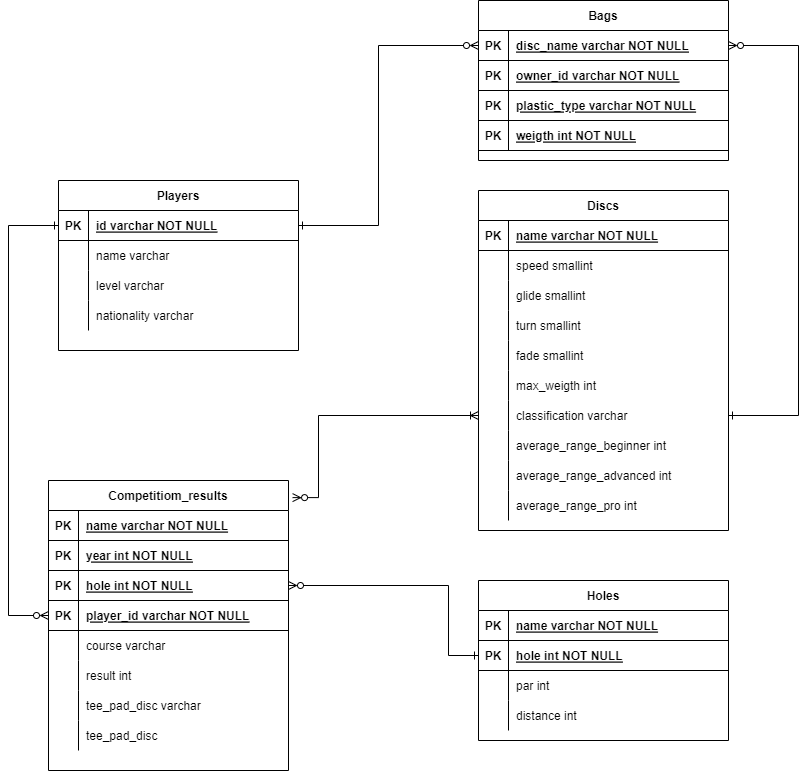 Bags
PK disc_name varchar NOT NULL
PK owner_id varchar NOT NULL
PK plastic_type varchar NOT NULL
PK weigth int NOT NULL
Players
PK id varchar NOT NULL
name varchar
level varchar
nationality varchar
Discs
PK name varchar NOT NULL
speed smallint
glide smallint
turn smallint
fade smallint
max_weigth int
classification varchar
average_range_beginner int
average_range_advanced int
average_range_pro int
Competitiom_results
PK name varchar NOT NULL
PK year int NOT NULL
PK hole int NOT NULL
PK player_id varchar NOT NULL
course varchar
result int
tee_pad_disc varchar
tee_pad_disc
Holes
PK name varchar NOT NULL
PK hole int NOT NULL
par int
distance int